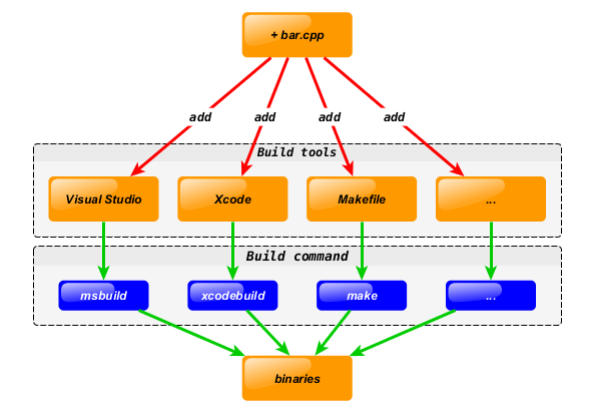 + bar.cpp
add add add add
Build tools
Visual Studio Xcode Makefile ...
Build command
msbuild xcodebuild make ...
binaries